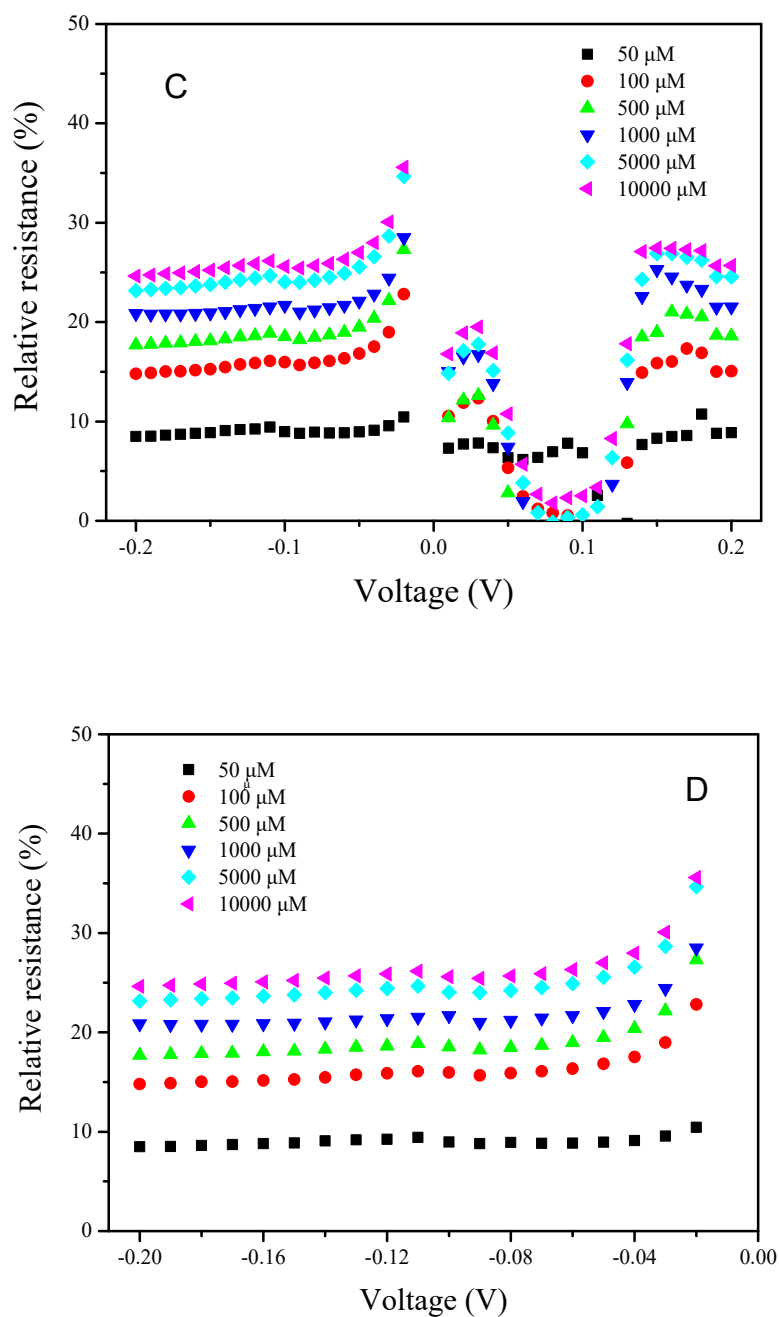 50
40
30
20
10
0
Relative resistance (%)
C
50 μM
100 μM
500 μM
1000 μM
5000 μM
10000 μM
-0.2
-0.1
0.0
0.1
0.2
Voltage (V)
50
40
30
20
10
0
Relative resistance (%)
50 μM
μ
100 μM
500 μM
1000 μM
5000 μM
10000 μM
D
-0.20
-0.16
-0.12
-0.08
-0.04
0.00
Voltage (V)